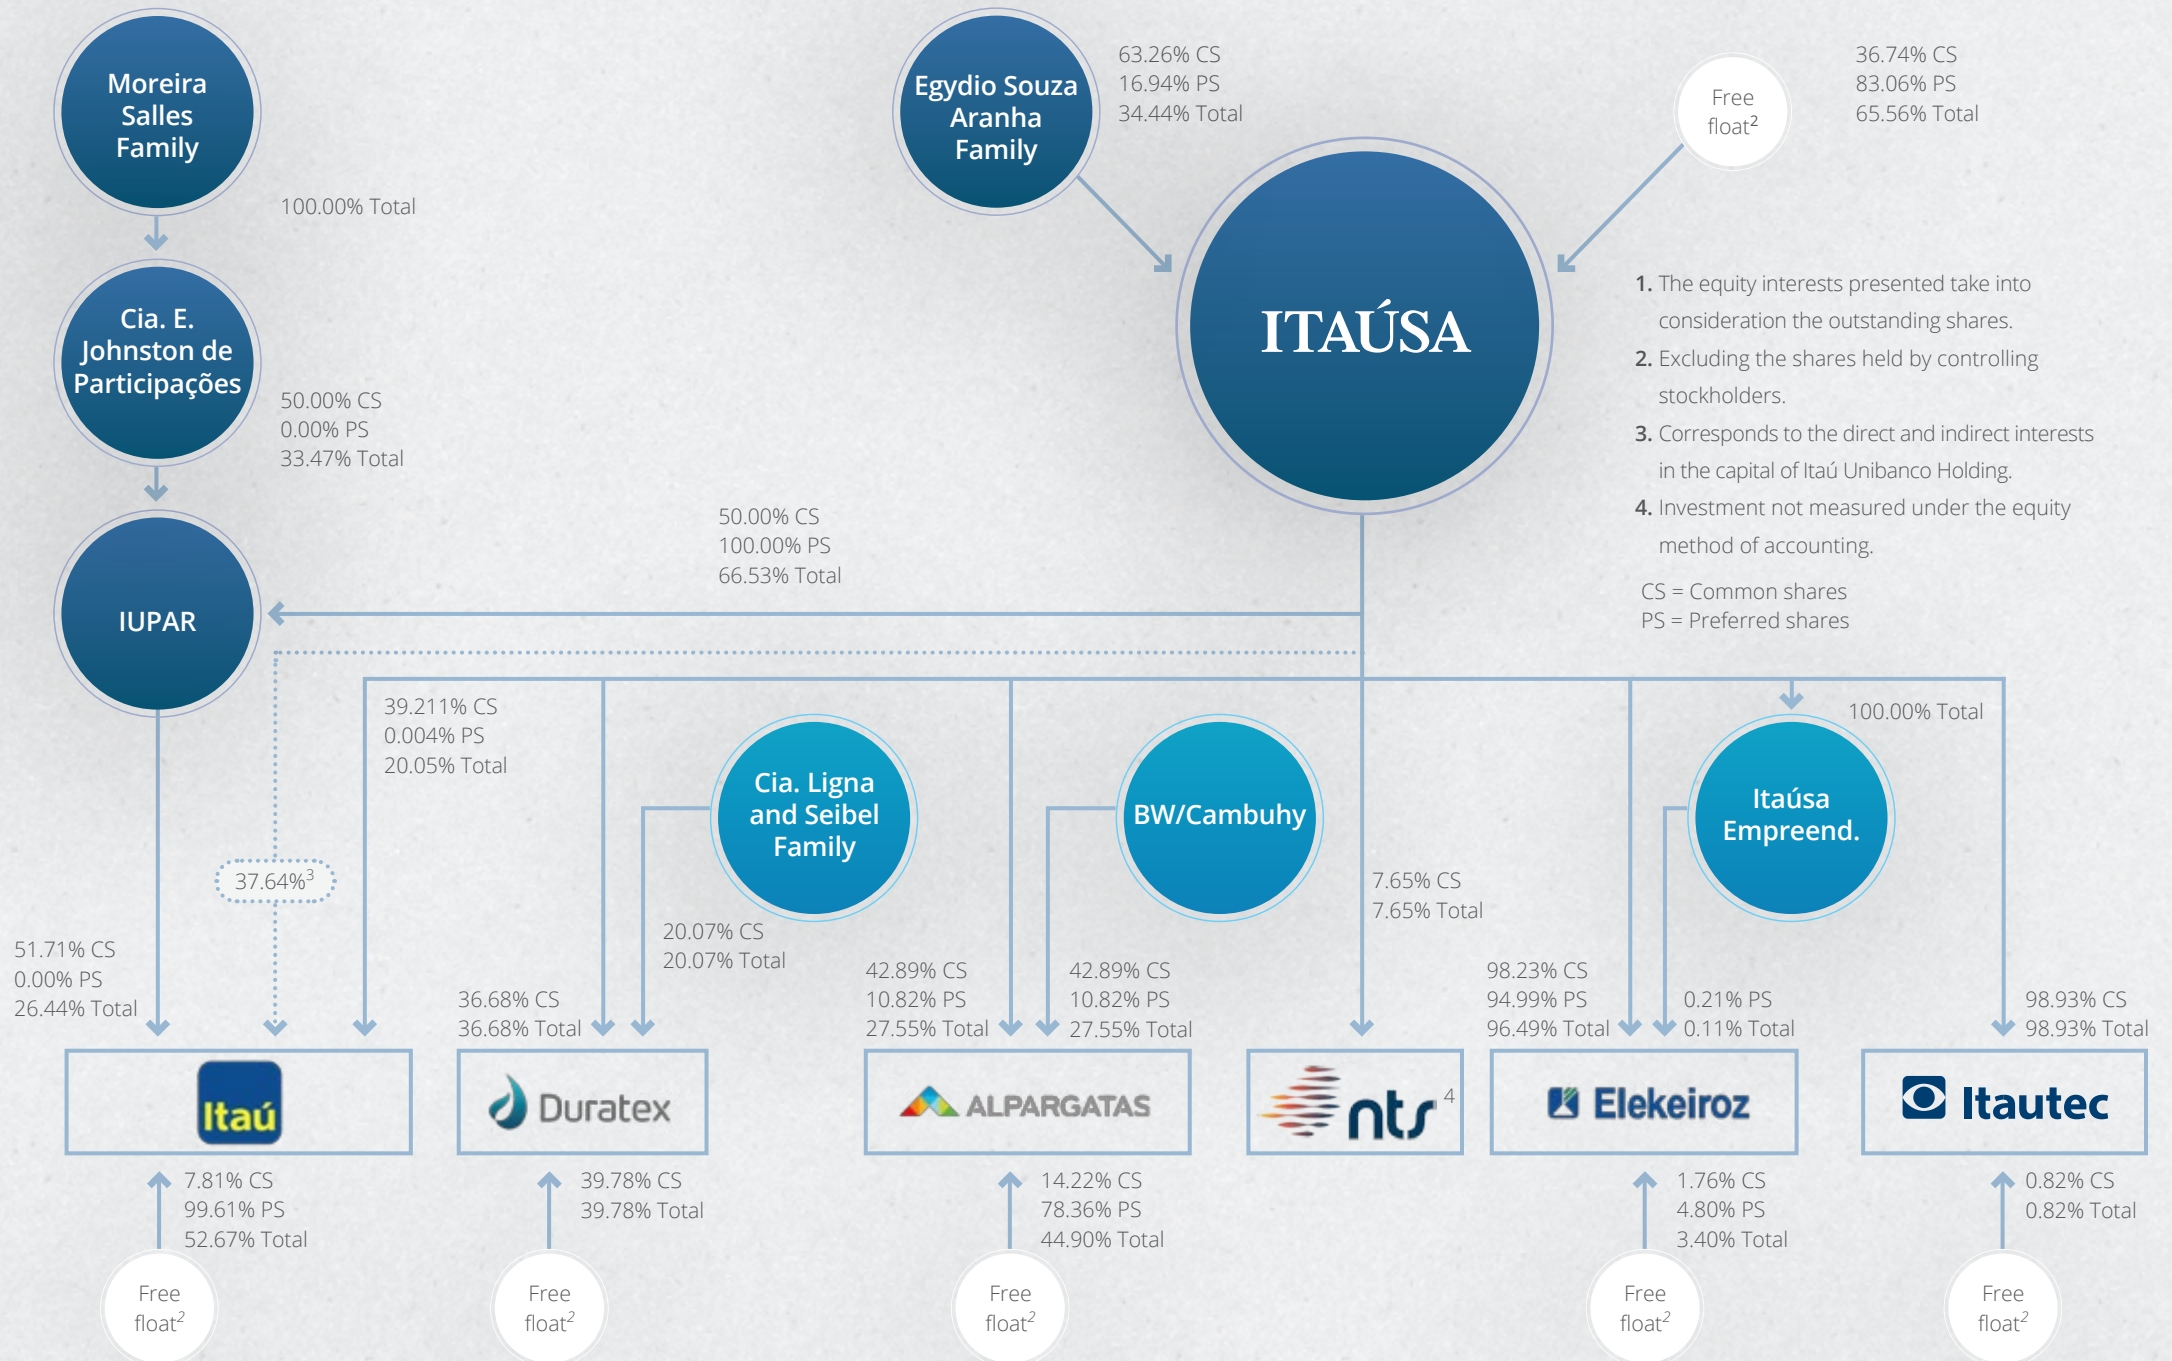 Moreira
Salles
Family
100.00% Total
Cia. E.
Johnston de
Participações
50.00% CS
0.00% PS
33.47% Total
IUPAR
Egydio Souza
Aranha
Family
63.26% CS
16.94% PS
34.44% Total
Free
float²
36.74% CS
83.06% PS
65.56% Total
ITAÚSA
1. The equity interests presented take into
consideration the outstanding shares.
2. Excluding the shares held by controlling
stockholders.
3. Corresponds to the direct and indirect interests
in the capital of Itaú Unibanco Holding.
4. Investment not measured under the equity
method of accounting.
CS = Common shares
PS = Preferred shares
50.00% CS
100.00% PS
66.53% Total
39.211% CS
0.004% PS
20.05% Total
Cia. Ligna
and Seibel
Family
BW/Cambuhy
100.00% Total
Itaúsa
Empreend.
37.64%³
51.71% CS
0.00% PS
26.44% Total
36.68% CS
36.68% Total
20.07% CS
20.07% Total
42.89% CS
10.82% PS
27.55% Total
42.89% CS
10.82% PS
27.55% Total
7.65% CS
7.65% Total
98.23% CS
94.99% PS
96.49% Total
0.21% PS
0.11% Total
98.93% CS
98.93% Total
Itaú
Duratex
ALPARGATAS
nts ⁴
Elekeiroz
Itautec
7.81% CS
99.61% PS
52.67% Total
39.78% CS
39.78% Total
14.22% CS
78.36% PS
44.90% Total
1.76% CS
4.80% PS
3.40% Total
0.82% CS
0.82% Total
Free
float²
Free
float²
Free
float²
Free
float²
Free
float²